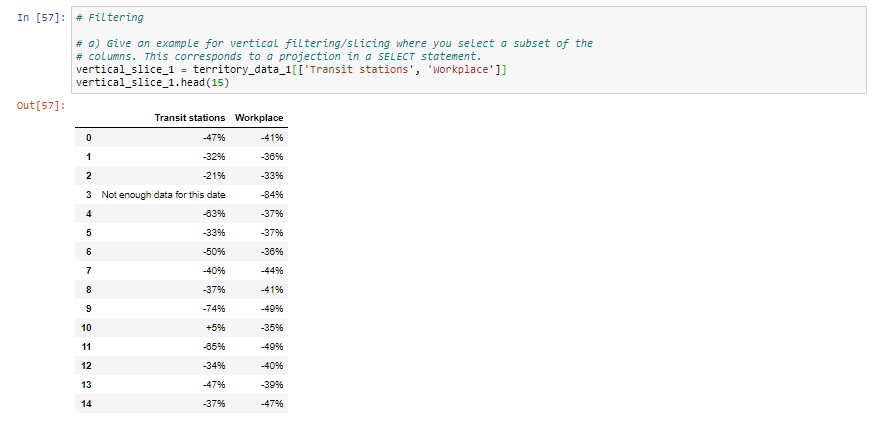 In [57]: # Filtering
# a) Give an example for vertical filtering/slicing where you select a subset of the
# columns. This corresponds to a projection in a SELECT statement.
vertical_slice_1 = territory_data_1[['Transit stations', 'Workplace']]
vertical_slice_1.head(15)
Out[57]:
Transit stations Workplace
0 -47% -41%
1 -32% -36%
2 -21% -33%
3 Not enough data for this date -84%
4 -63% -37%
5 -33% -37%
6 -50% -36%
7 -40% -44%
8 -37% -41%
9 -74% -49%
10 +5% -35%
11 -65% -49%
12 -34% -40%
13 -47% -39%
14 -37% -47%